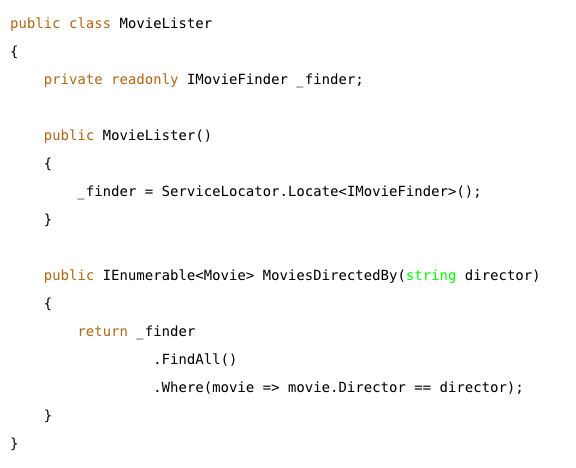 public class MovieLister
{
    private readonly IMovieFinder _finder;

    public MovieLister()
    {
        _finder = ServiceLocator.Locate<IMovieFinder>();
    }

    public IEnumerable<Movie> MoviesDirectedBy(string director)
    {
        return _finder
                 .FindAll()
                 .Where(movie => movie.Director == director);
    }
}